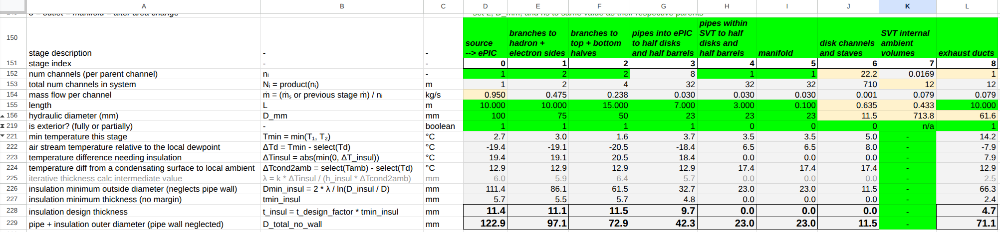 A B C D E F G H I J K L
3 = outlet = manifold = after area change set L, D_mm, and ns to same value as their respective parents
150 stage description - - source --> ePIC branches to hadron + electron sides branches to top + bottom halves pipes into ePIC to half disks and half barrels pipes within SVT to half disks and half barrels manifold disk channels and staves SVT internal ambient volumes exhaust ducts
151 stage index - - 0 1 2 3 4 5 6 7 8
152 num channels (per parent channel) nᵢ - 1 2 2 8 1 1 22.2 0.0169 1
153 total num channels in system Nᵢ = product(nᵢ) m 1 2 4 32 32 32 710 12 12
154 mass flow per channel ṁ = (ṁₛ or previous stage ṁ) / nᵢ kg/s 0.950 0.475 0.238 0.030 0.030 0.030 0.001 0.079 0.079
155 length L m 10.000 10.000 15.000 7.000 3.000 0.100 0.635 0.433 10.000
156 hydraulic diameter (mm) D_mm mm 100 75 50 23 23 23 11.5 713.8 61.6
219 is exterior? (fully or partially) - boolean 1 1 1 1 0 0 0 n/a 1
221 min temperature this stage Tmin = min(T₁, T₂) °C 2.7 3.0 1.6 3.7 3.5 3.5 5.0 - 14.2
222 air stream temperature relative to the local dewpoint ΔTd = Tmin - select(Td) °C -19.4 -19.1 -20.5 -18.4 6.5 6.5 8.0 - -7.9
223 temperature difference needing insulation ΔTinsul = abs(min(0, ΔT_insul)) °C 19.4 19.1 20.5 18.4 0.0 0.0 0.0 - 7.9
224 temperature diff from a condensating surface to local ambient ΔTcond2amb = select(Tamb) - select(Td) °C 12.9 12.9 12.9 12.9 17.4 17.4 17.4 - 12.9
225 iterative thickness calc intermediate value λ = k * ΔTinsul / (h_insul * ΔTcond2amb) mm 6.0 5.9 6.4 5.7 0.0 0.0 0.0 - 2.5
226 insulation minimum outside diameter (neglects pipe wall) Dmin_insul = 2 * λ / ln(D_insul / D) mm 111.4 86.1 61.5 32.7 23.0 23.0 11.5 - 66.3
227 insulation minimum thickness (no margin) tmin_insul mm 5.7 5.5 5.7 4.8 0.0 0.0 0.0 - 2.4
228 insulation design thickness t_insul = t_design_factor * tmin_insul mm 11.4 11.1 11.5 9.7 0.0 0.0 0.0 - 4.7
229 pipe + insulation outer diameter (pipe wall neglected) D_total_no_wall mm 122.9 97.1 72.9 42.3 23.0 23.0 11.5 - 71.1